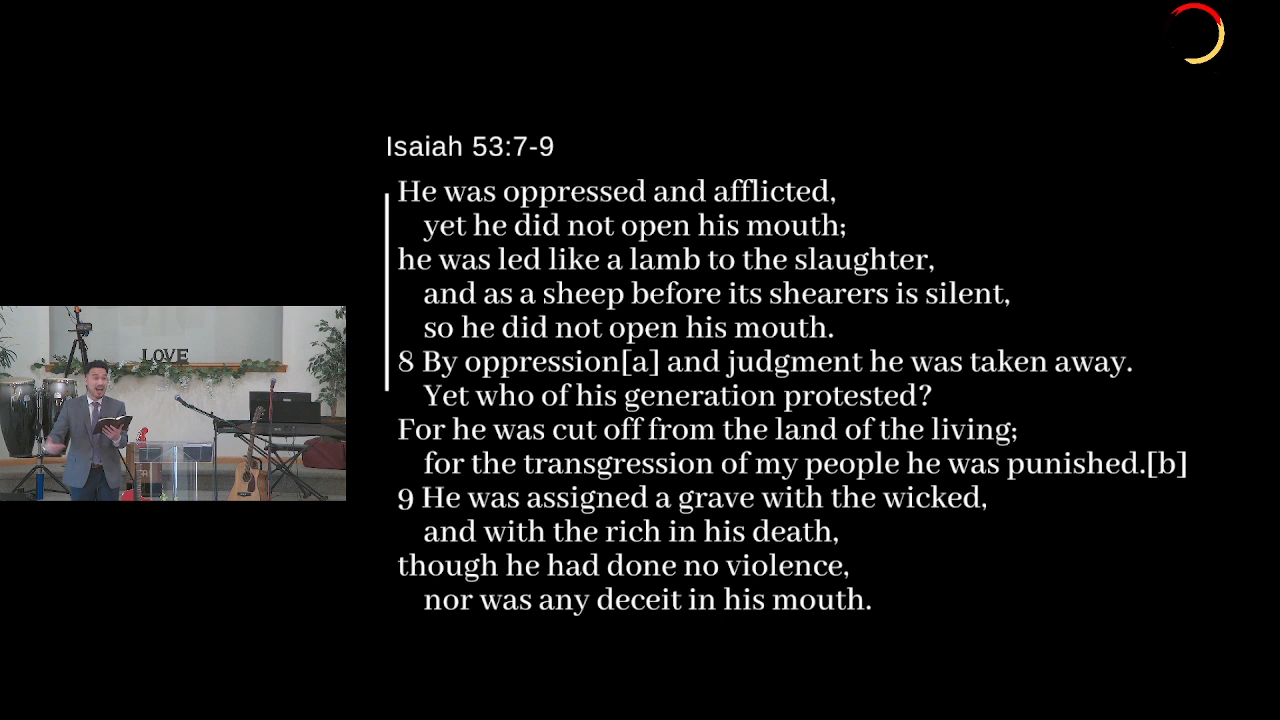 Isaiah 53:7-9
He was oppressed and afflicted,
yet he did not open his mouth;
he was led like a lamb to the slaughter,
and as a sheep before its shearers is silent,
so he did not open his mouth.
8 By oppression[a] and judgment he was taken away.
Yet who of his generation protested?
For he was cut off from the land of the living;
for the transgression of my people he was punished.[b]
9 He was assigned a grave with the wicked,
and with the rich in his death,
though he had done no violence,
nor was any deceit in his mouth.
LOVE